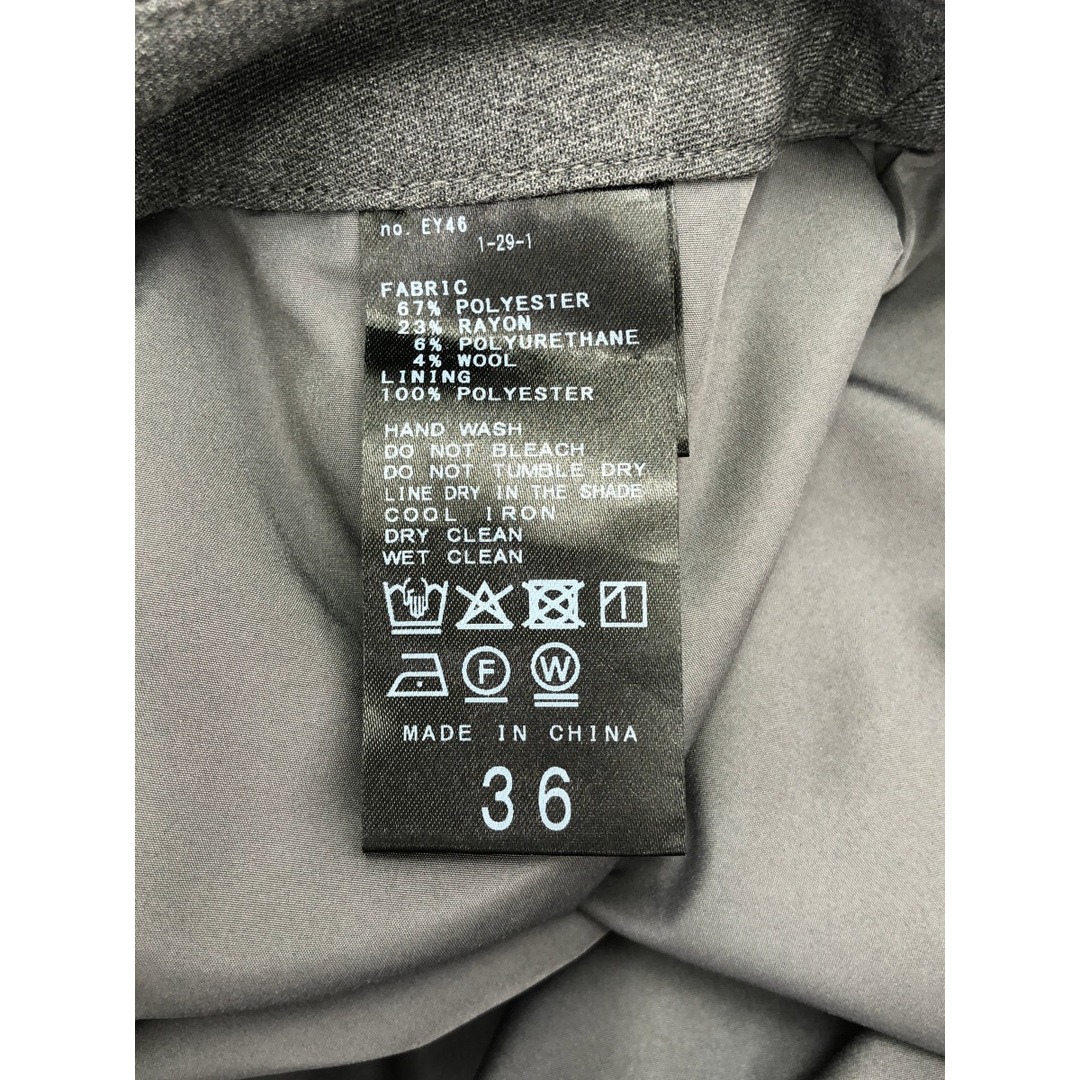 no. EY46
1-29-1
FABRIC
67% POLYESTER
23% RAYON
6% POLYURETHANE
4% WOOL
LINING
100% POLYESTER
HAND WASH
DO NOT BLEACH
DO NOT TUMBLE DRY
LINE DRY IN THE SHADE
COOL IRON
DRY CLEAN
WET CLEAN
F W
MADE IN CHINA
36